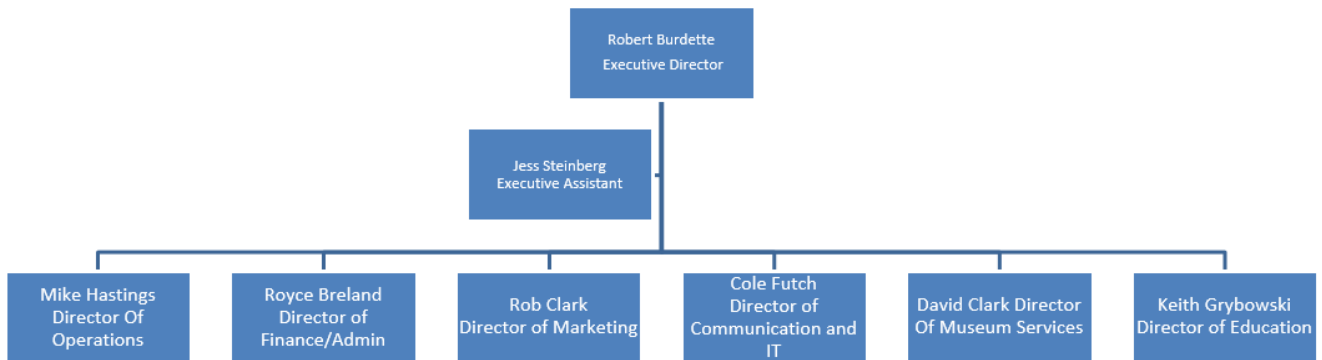 Robert Burdette
Executive Director
Jess Steinberg
Executive Assistant
Mike Hastings
Director Of
Operations
Royce Breland
Director of
Finance/Admin
Rob Clark
Director of Marketing
Cole Futch
Director of
Communication and
IT
David Clark Director
Of Museum Services
Keith Grybowski
Director of Education